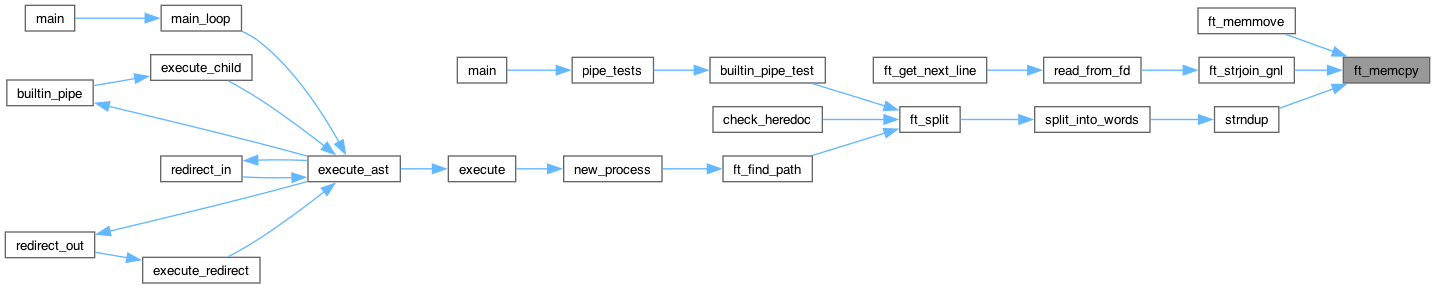 main
main_loop
execute_child
builtin_pipe
redirect_in
execute_ast
redirect_out
execute_redirect
main
pipe_tests
builtin_pipe_test
check_heredoc
execute
new_process
ft_find_path
ft_get_next_line
read_from_fd
ft_split
split_into_words
ft_memmove
ft_strjoin_gnl
strndup
ft_memcpy